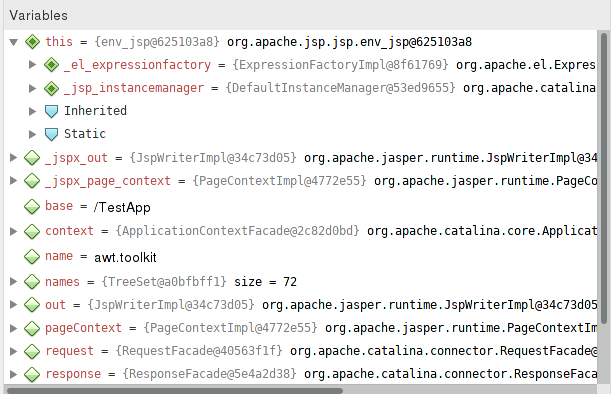 Variables
this = {env_jsp@625103a8} org.apache.jsp.jsp.env_jsp@625103a8
_el_expressionfactory = {ExpressionFactoryImpl@8f61769} org.apache.el.Expres
_jsp_instancemanager = {DefaultInstanceManager@53ed9655} org.apache.catalina
Inherited
Static
_jspx_out = {JspWriterImpl@34c73d05} org.apache.jasper.runtime.JspWriterImpl@34
_jspx_page_context = {PageContextImpl@4772e55} org.apache.jasper.runtime.PageCo
base = /TestApp
context = {ApplicationContextFacade@2c82d0bd} org.apache.catalina.core.Applicat
name = awt.toolkit
names = {TreeSet@a0bfbff1} size = 72
out = {JspWriterImpl@34c73d05} org.apache.jasper.runtime.JspWriterImpl@34c73d05
pageContext = {PageContextImpl@4772e55} org.apache.jasper.runtime.PageContextIm
request = {RequestFacade@40563f1f} org.apache.catalina.connector.RequestFacade@
response = {ResponseFacade@5e4a2d38} org.apache.catalina.connector.ResponseFaca